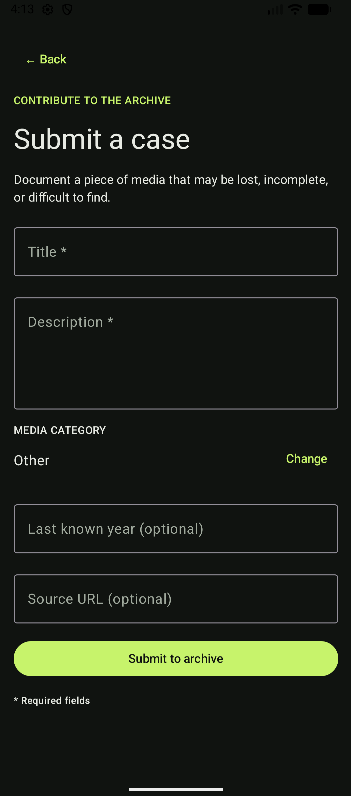 4:13
← Back
CONTRIBUTE TO THE ARCHIVE
Submit a case
Document a piece of media that may be lost, incomplete,
or difficult to find.
Title *
Description *
MEDIA CATEGORY
Other
Change
Last known year (optional)
Source URL (optional)
Submit to archive
* Required fields